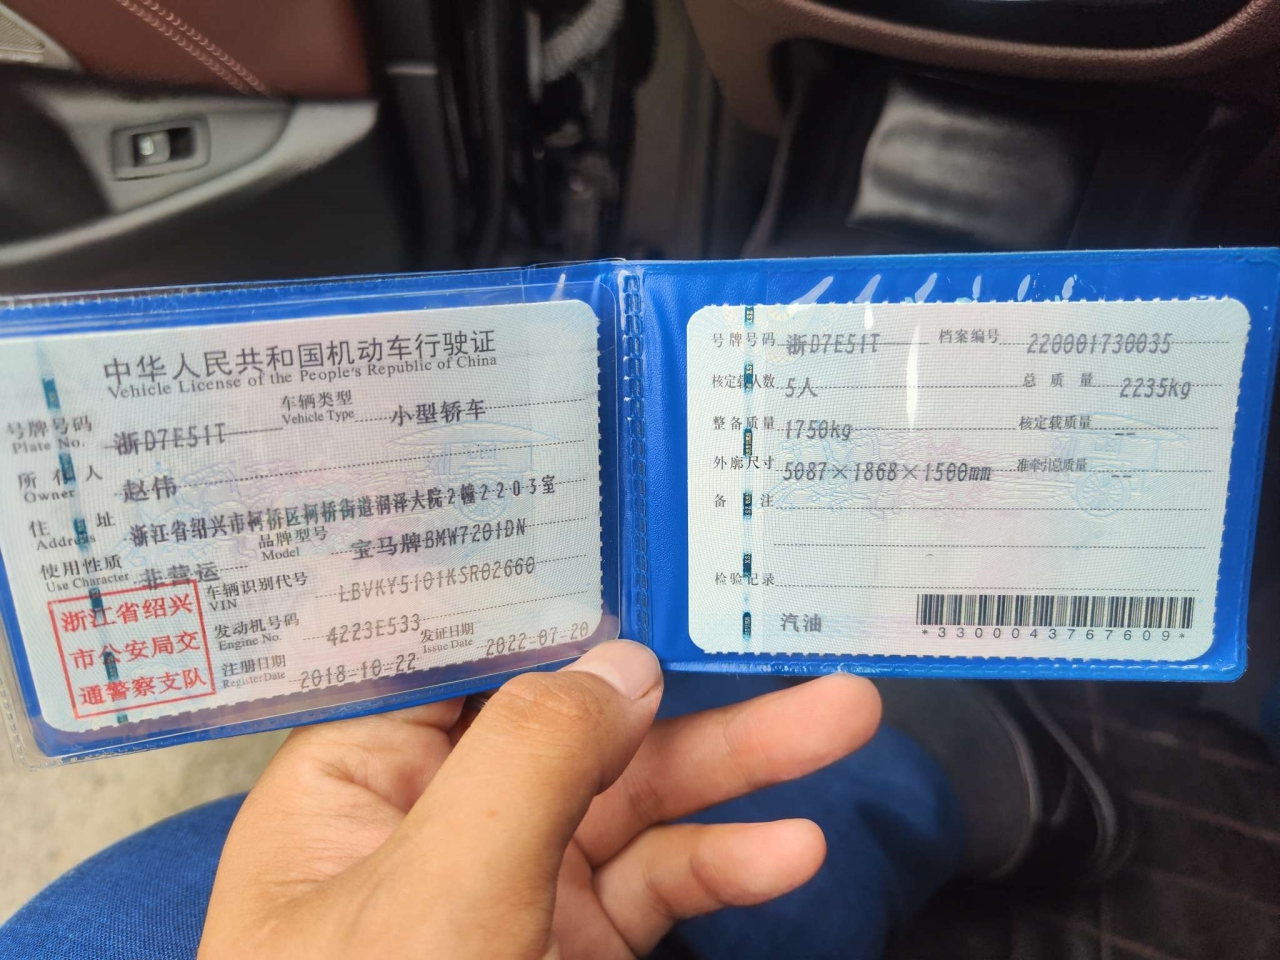 中华人民共和国机动车行驶证
Vehicle License of the People's Republic of China
号牌号码 浙D7E51T 车辆类型 小型轿车
Plate No. Vehicle Type
所有人 赵伟
Owner
住址 浙江省绍兴市柯桥区柯桥街道润泽大院2幢2203室
Address
使用性质 非营运 品牌型号 宝马牌BMW7201DN
Use Character Model
车辆识别代号 LBVKY5101KSR02660
VIN
发动机号码 4223E533
Engine No.
注册日期 2018-10-22 发证日期 2022-07-20
Register Date Issue Date
浙江省绍兴
市公安局交
通警察支队
号牌号码 浙D7E51T 档案编号 220001730035
核定载人数 5人 总质量 2235kg
整备质量 1750kg 核定载质量 --
外廓尺寸 5087×1868×1500mm 准牵引总质量 --
备注
检验记录
汽油
*3300043767609*